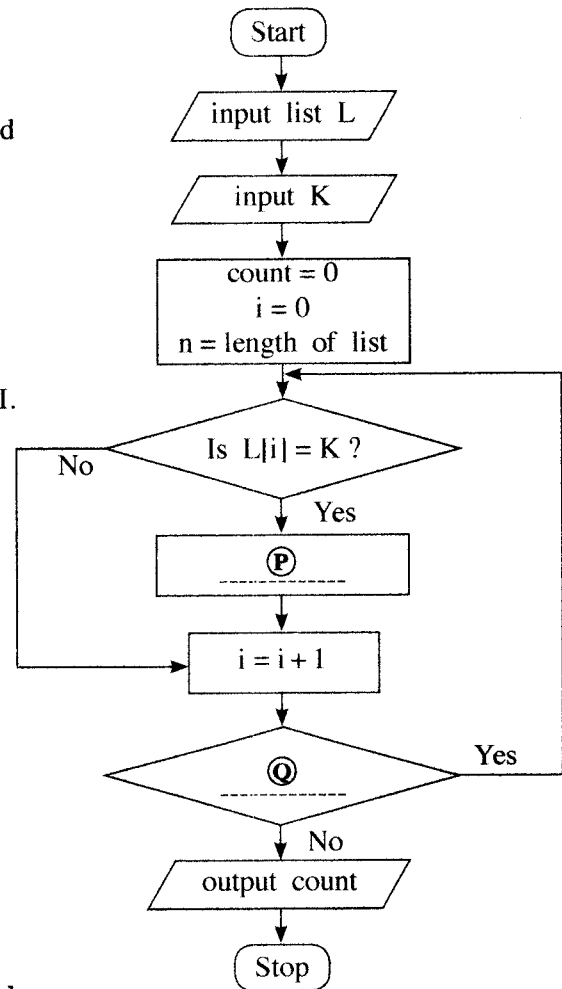 Start
input list L
d
input K
count = 0
i = 0
n = length of list
I.
Is L[i] = K ?
No
Yes
P
i = i + 1
Q
Yes
No
output count
Stop